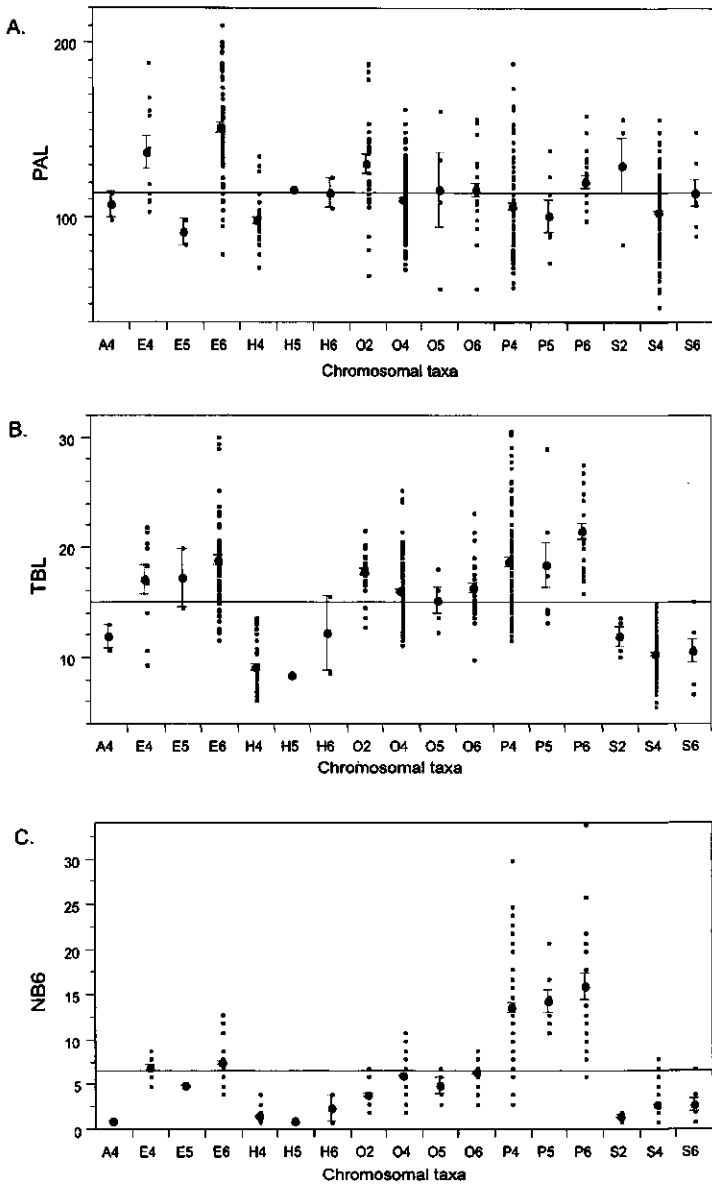 A.
200
100
PAL
A4 E4 E5 E6 H4 H5 H6 O2 O4 O5 O6 P4 P5 P6 S2 S4 S6
Chromosomal taxa
B.
30
20
10
TBL
A4 E4 E5 E6 H4 H5 H6 O2 O4 O5 O6 P4 P5 P6 S2 S4 S6
Chromosomal taxa
C.
30
25
20
15
10
5
0
NB6
A4 E4 E5 E6 H4 H5 H6 O2 O4 O5 O6 P4 P5 P6 S2 S4 S6
Chromosomal taxa